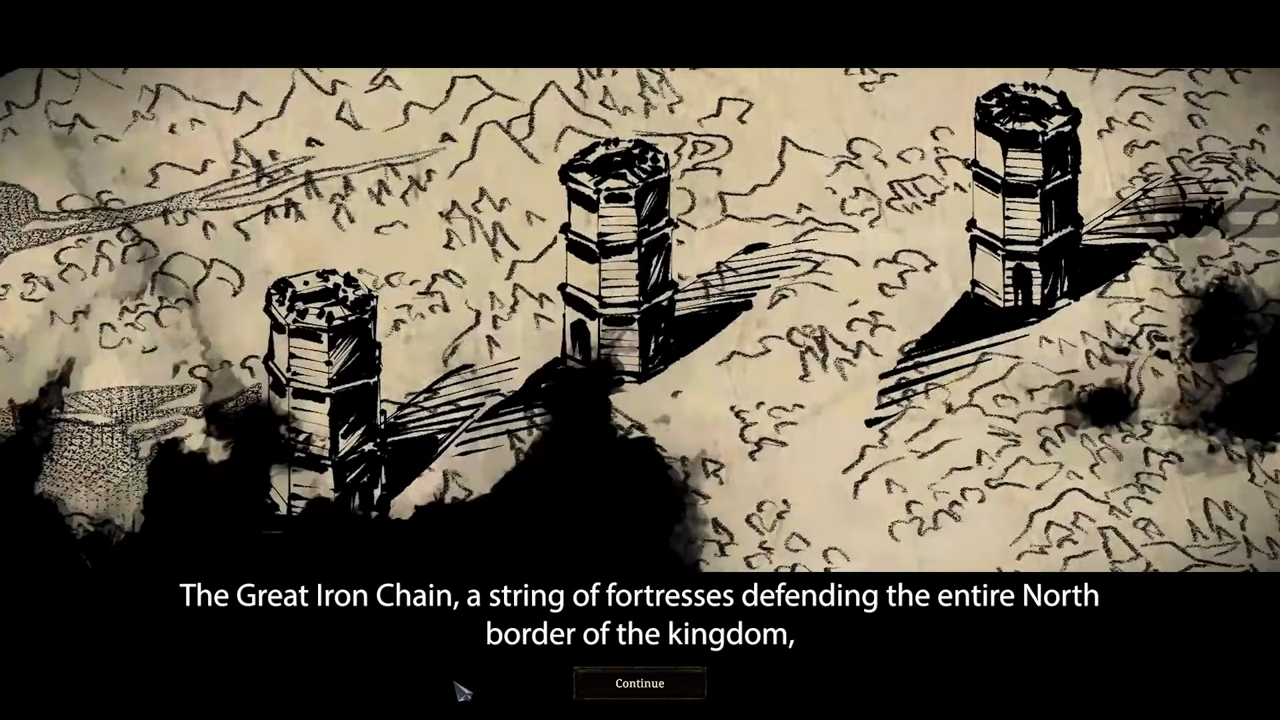 The Great Iron Chain, a string of fortresses defending the entire North
border of the kingdom,
Continue